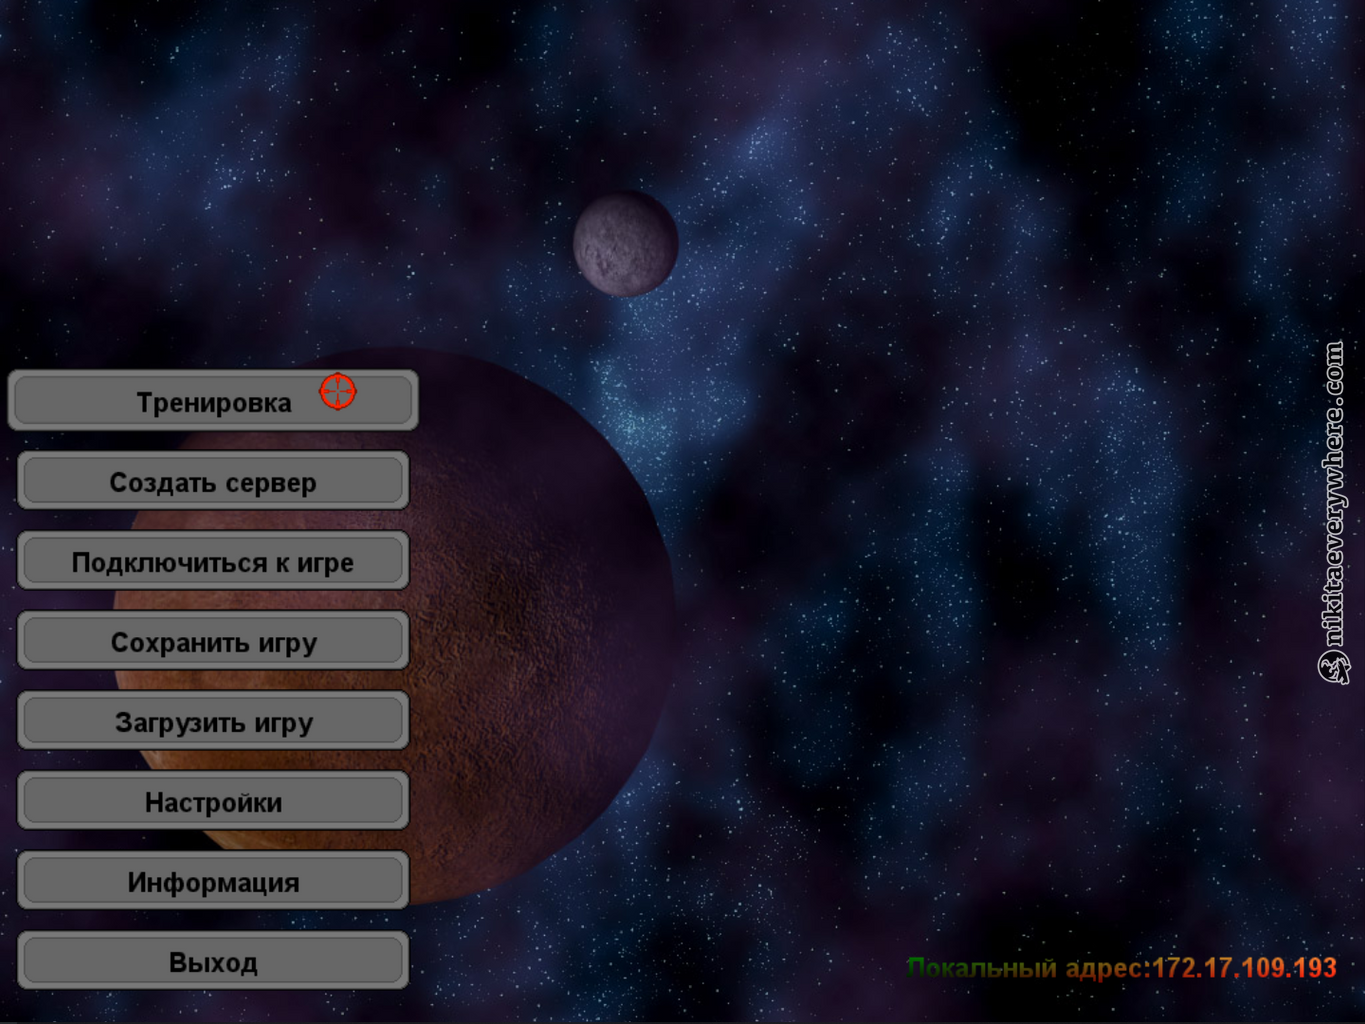 Тренировка
Создать сервер
Подключиться к игре
Сохранить игру
Загрузить игру
Настройки
Информация
Выход
Локальный адрес:172.17.109.193
nikitaeverywhere.com